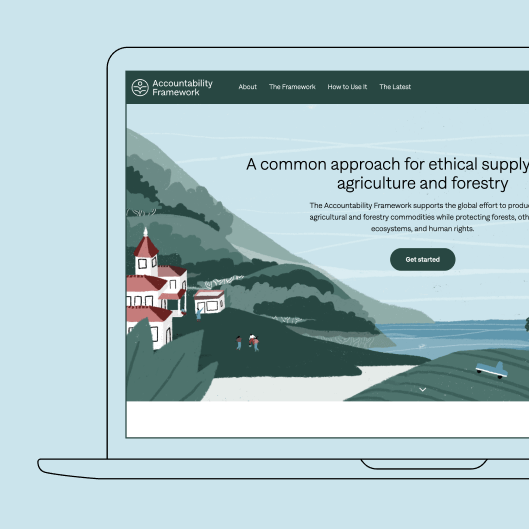 Accountability
Framework
About The Framework How to Use It The Latest
A common approach for ethical supply
agriculture and forestry
The Accountability Framework supports the global effort to
agricultural and forestry commodities while protecting forests,
ecosystems, and human rights.
Get started